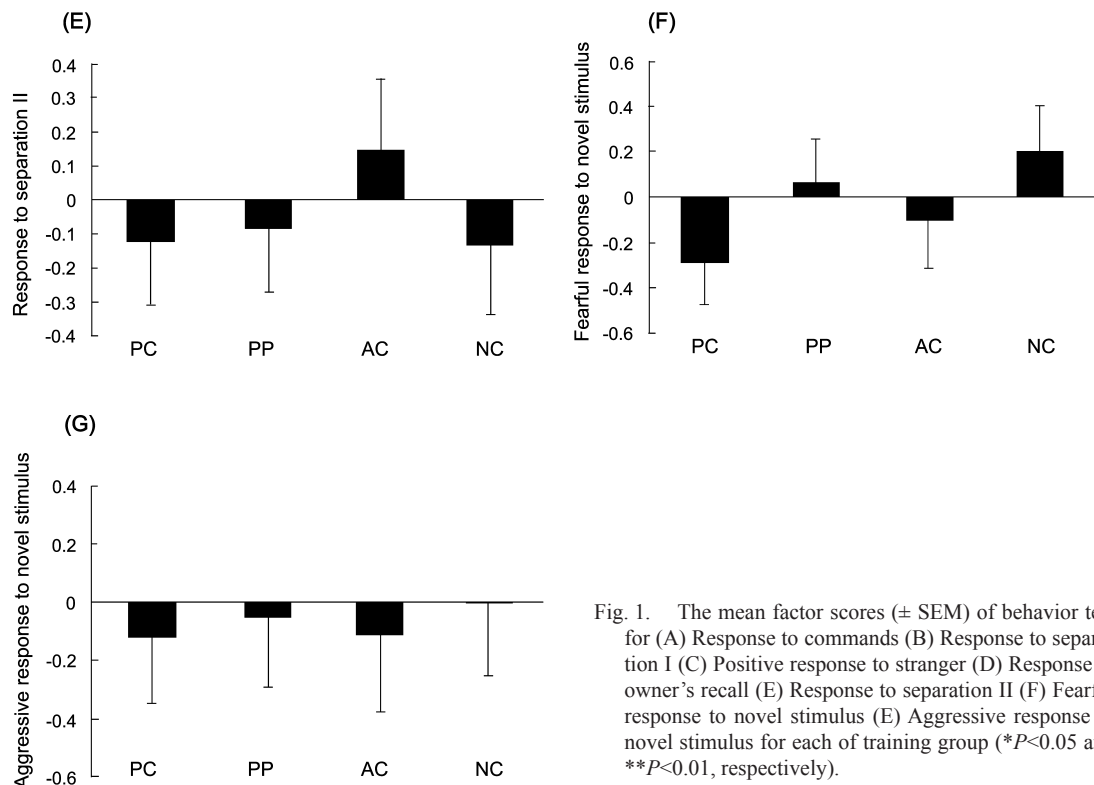 (E)
Response to separation II
0.4
0.3
0.2
0.1
0
-0.1
-0.2
-0.3
-0.4
PC PP AC NC
(F)
Fearful response to novel stimulus
0.6
0.4
0.2
0
-0.2
-0.4
-0.6
PC PP AC NC
(G)
Aggressive response to novel stimulus
0.4
0.2
0
-0.2
-0.4
-0.6
PC PP AC NC
Fig. 1. The mean factor scores (± SEM) of behavior te
for (A) Response to commands (B) Response to separ
tion I (C) Positive response to stranger (D) Response
owner’s recall (E) Response to separation II (F) Fearf
response to novel stimulus (E) Aggressive response
novel stimulus for each of training group (*P<0.05 a
**P<0.01, respectively).